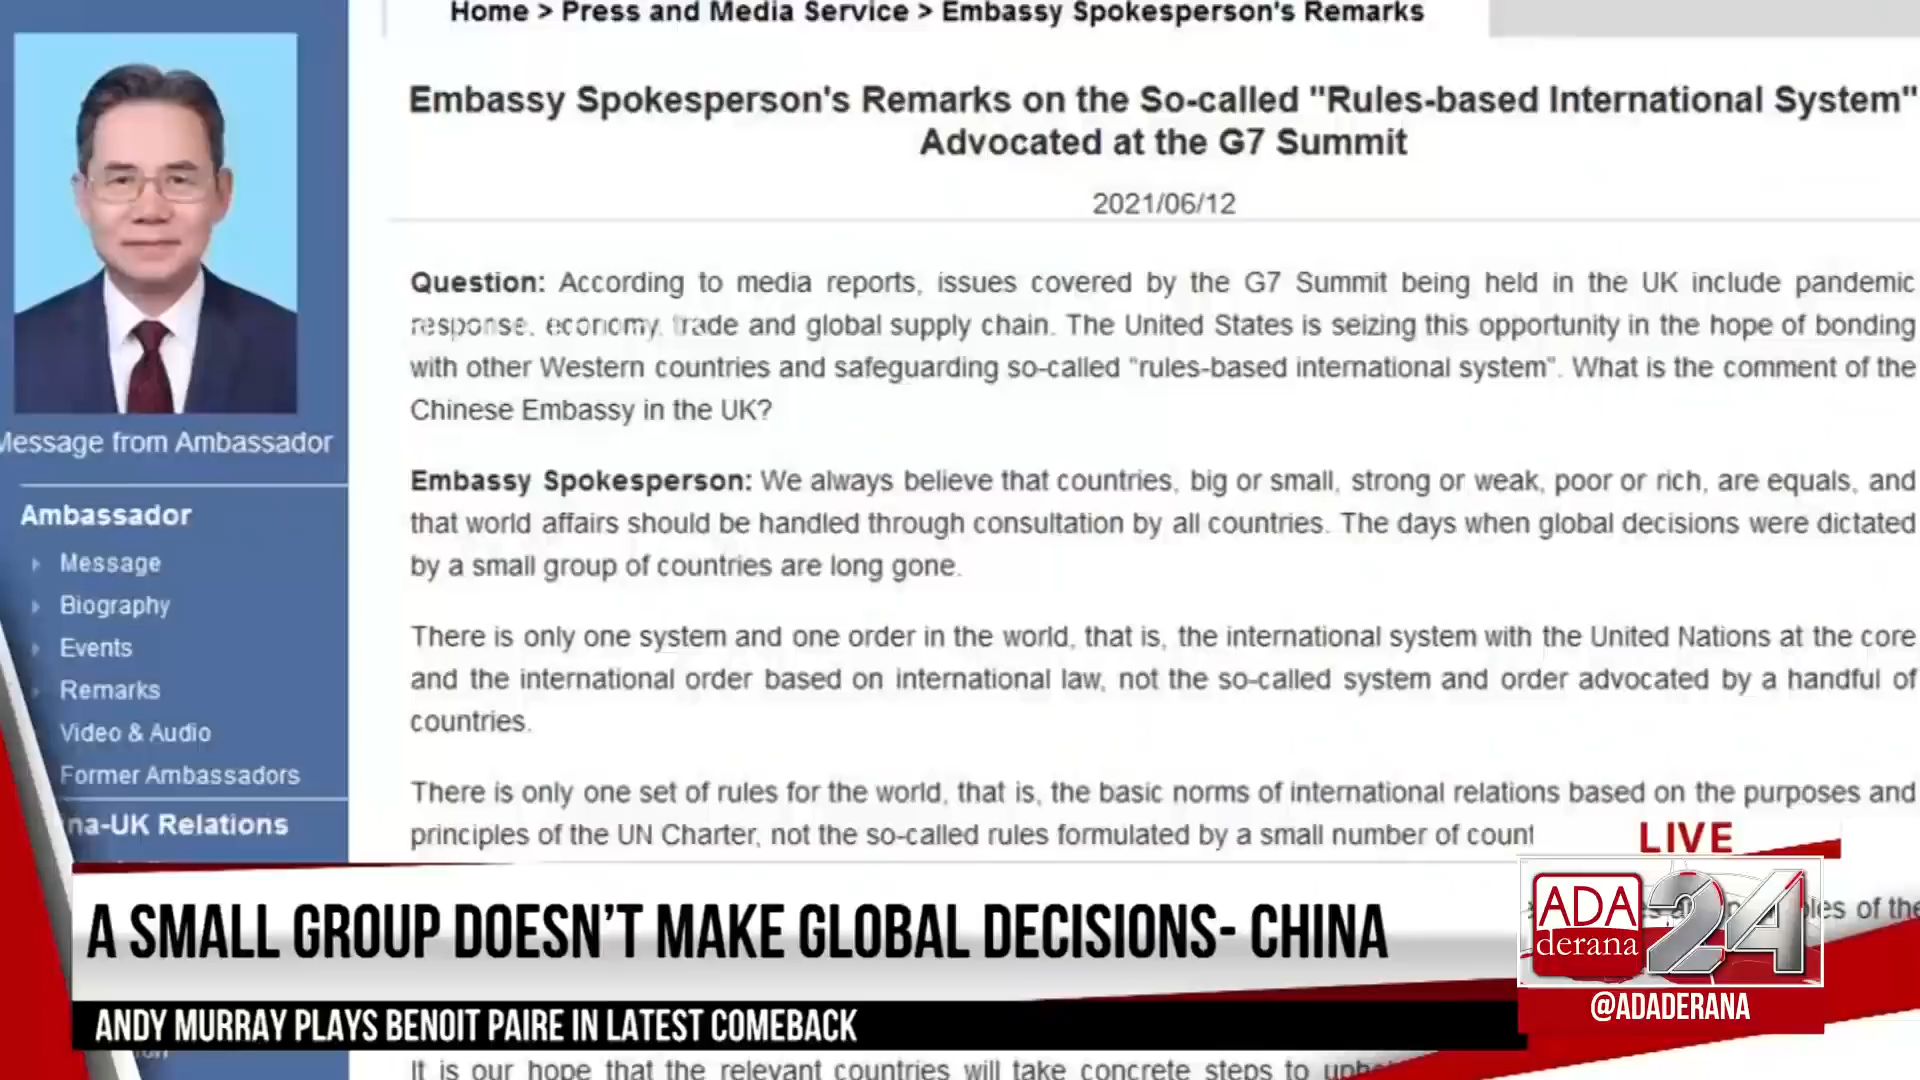 Home > Press and Media Service > Embassy Spokesperson's Remarks
Embassy Spokesperson's Remarks on the So-called "Rules-based International System"
Advocated at the G7 Summit
2021/06/12
Question: According to media reports, issues covered by the G7 Summit being held in the UK include pandemic
response, economy, trade and global supply chain. The United States is seizing this opportunity in the hope of bonding
with other Western countries and safeguarding so-called "rules-based international system". What is the comment of the
Chinese Embassy in the UK?
Embassy Spokesperson: We always believe that countries, big or small, strong or weak, poor or rich, are equals, and
that world affairs should be handled through consultation by all countries. The days when global decisions were dictated
by a small group of countries are long gone.
There is only one system and one order in the world, that is, the international system with the United Nations at the core
and the international order based on international law, not the so-called system and order advocated by a handful of
countries.
There is only one set of rules for the world, that is, the basic norms of international relations based on the purposes and
principles of the UN Charter, not the so-called rules formulated by a small number of count
of the
It is our hope that the relevant countries will take concrete steps to
Message from Ambassador
Ambassador
Message
Biography
Events
Remarks
Video & Audio
Former Ambassadors
na-UK Relations
LIVE
ADA
derana
24
@ADADERANA
A SMALL GROUP DOESN'T MAKE GLOBAL DECISIONS- CHINA
ANDY MURRAY PLAYS BENOIT PAIRE IN LATEST COMEBACK